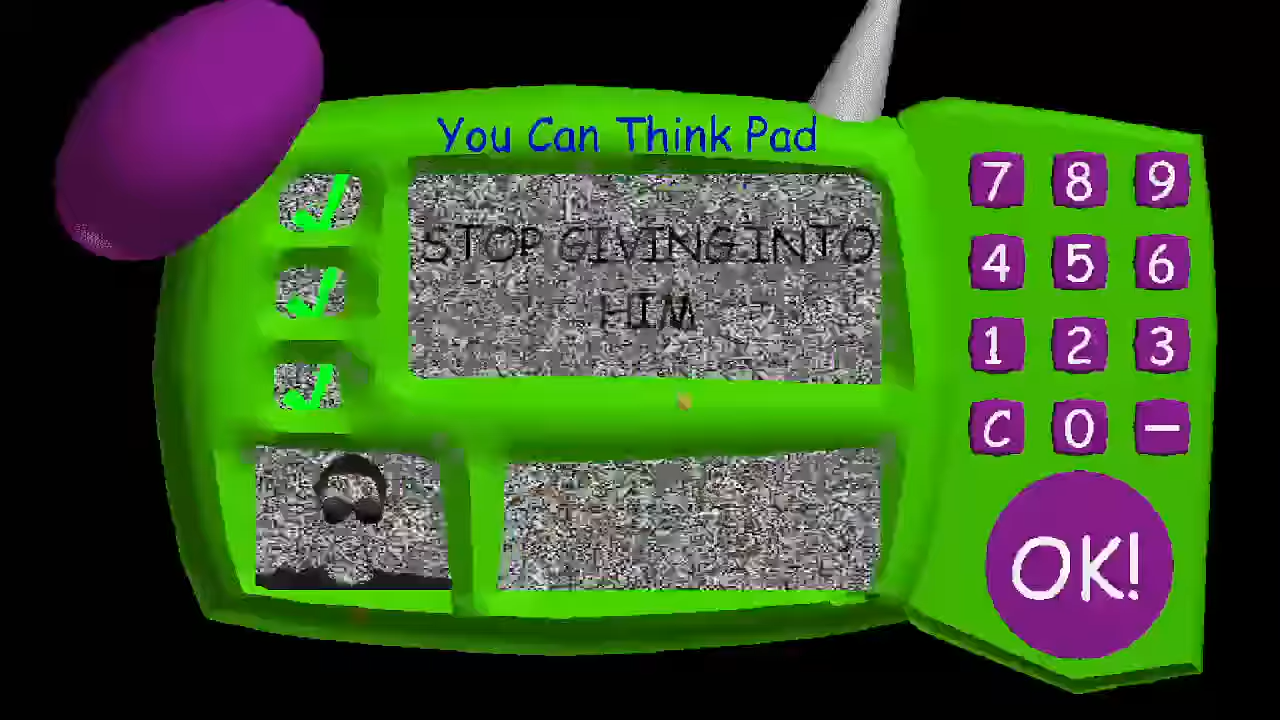 You Can Think Pad
STOP GIVING INTO
HIM
7 8 9
4 5 6
1 2 3
C 0 −
OK!